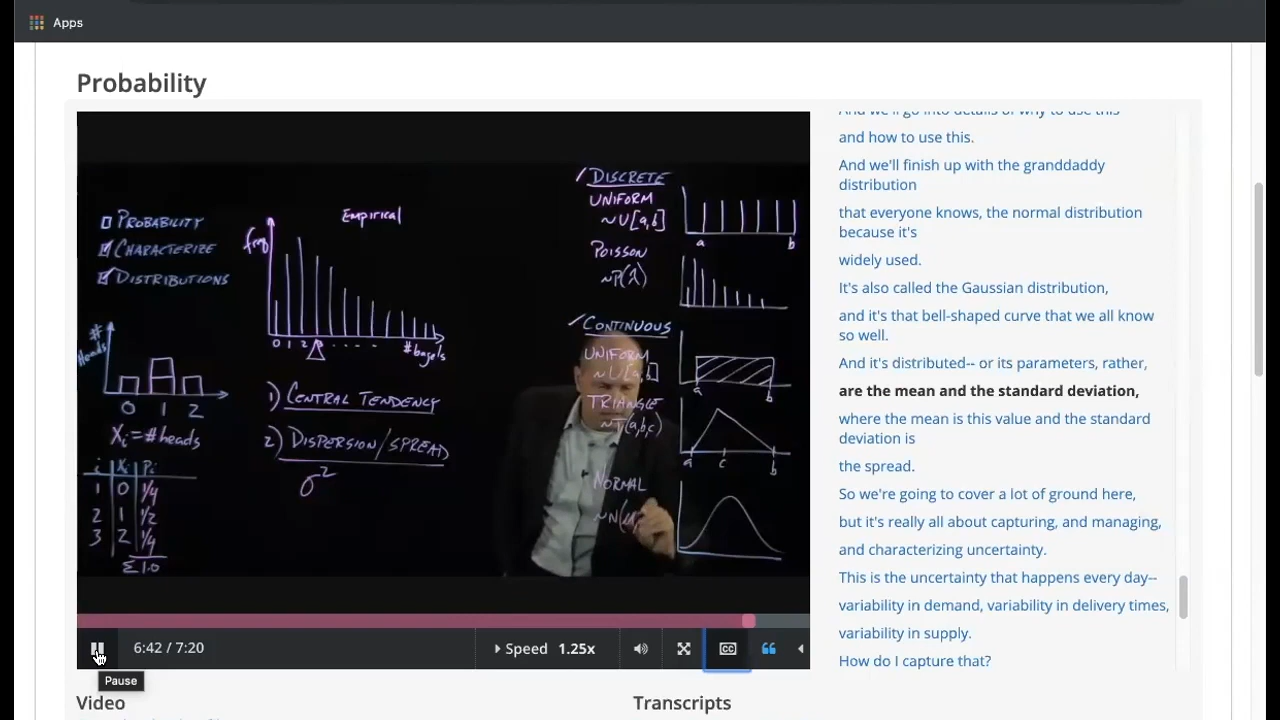 Apps
Probability
PROBABILITY
CHARACTERIZE
DISTRIBUTIONS
# Heads
0 1 2
Xi = # heads
i Xi Pi
1 0 1/4
2 1 1/2
3 2 1/4
Σ 1.0
Empirical
freq
0 1 2 3 . . . .
# bagels
1) CENTRAL TENDENCY
2) DISPERSION/SPREAD
σ²
DISCRETE
UNIFORM
~U[a,b]
a b
POISSON
~P(λ)
CONTINUOUS
UNIFORM
~U[a,b]
a b
TRIANGLE
~T(a,b,c)
a c b
NORMAL
~N(
6:42 / 7:20
Speed 1.25x
CC
Pause
and how to use this.
And we'll finish up with the granddaddy
distribution
that everyone knows, the normal distribution
because it's
widely used.
It's also called the Gaussian distribution,
and it's that bell-shaped curve that we all know
so well.
And it's distributed-- or its parameters, rather,
are the mean and the standard deviation,
where the mean is this value and the standard
deviation is
the spread.
So we're going to cover a lot of ground here,
but it's really all about capturing, and managing,
and characterizing uncertainty.
This is the uncertainty that happens every day--
variability in demand, variability in delivery times,
variability in supply.
How do I capture that?
Video
Transcripts